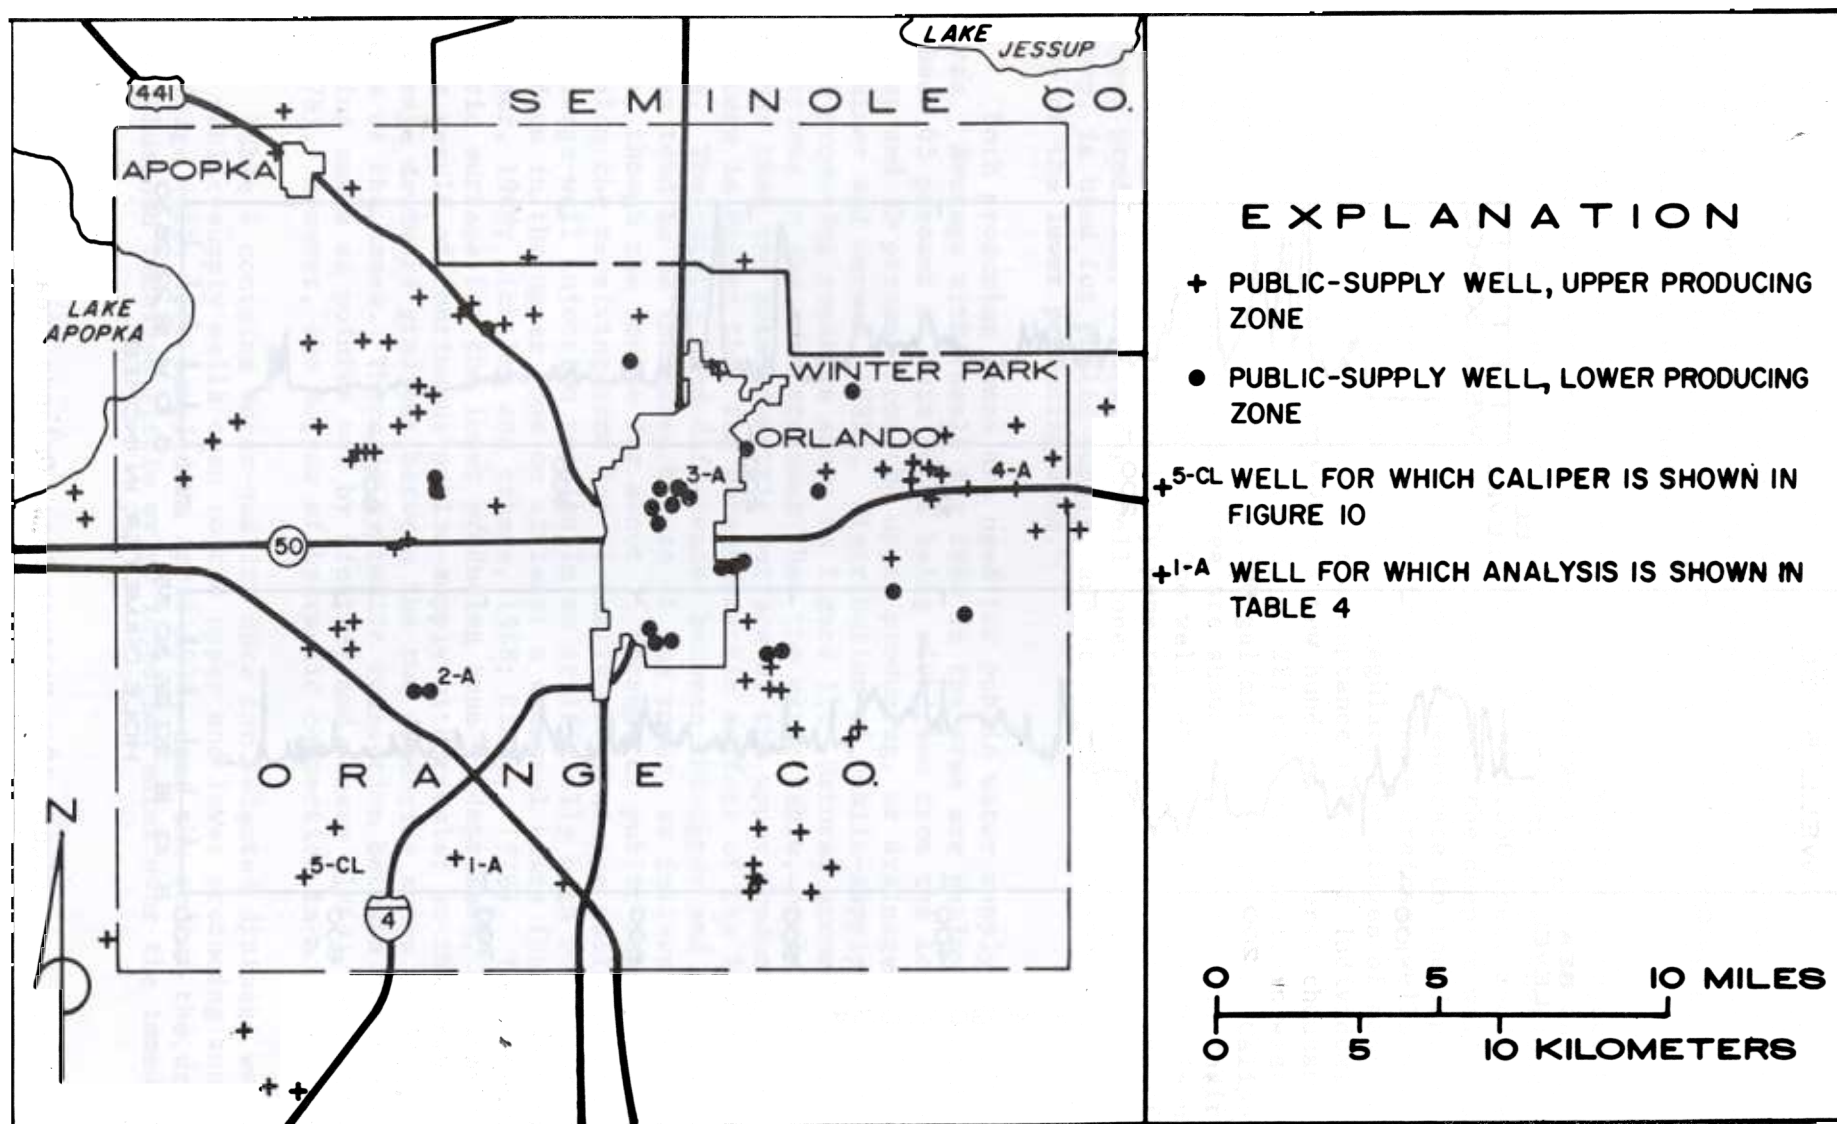 LAKE
JESSUP
441
SEMINOLE CO.
APOPKA
LAKE
APOPKA
WINTER PARK
ORLANDO
3-A
4-A
50
2-A
ORANGE CO.
N
5-CL
1-A
4
EXPLANATION
+ PUBLIC-SUPPLY WELL, UPPER PRODUCING
ZONE
● PUBLIC-SUPPLY WELL, LOWER PRODUCING
ZONE
+5-CL WELL FOR WHICH CALIPER IS SHOWN IN
FIGURE 10
+1-A WELL FOR WHICH ANALYSIS IS SHOWN IN
TABLE 4
0 5 10 MILES
0 5 10 KILOMETERS